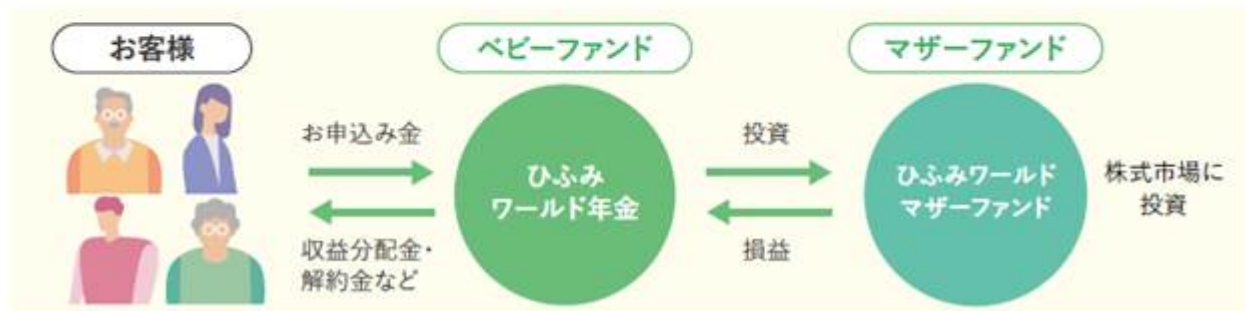 お客様
ベビーファンド
マザーファンド
お申込み金
投資
ひふみ
ワールド年金
ひふみワールド
マザーファンド
株式市場に
投資
収益分配金・
解約金など
損益